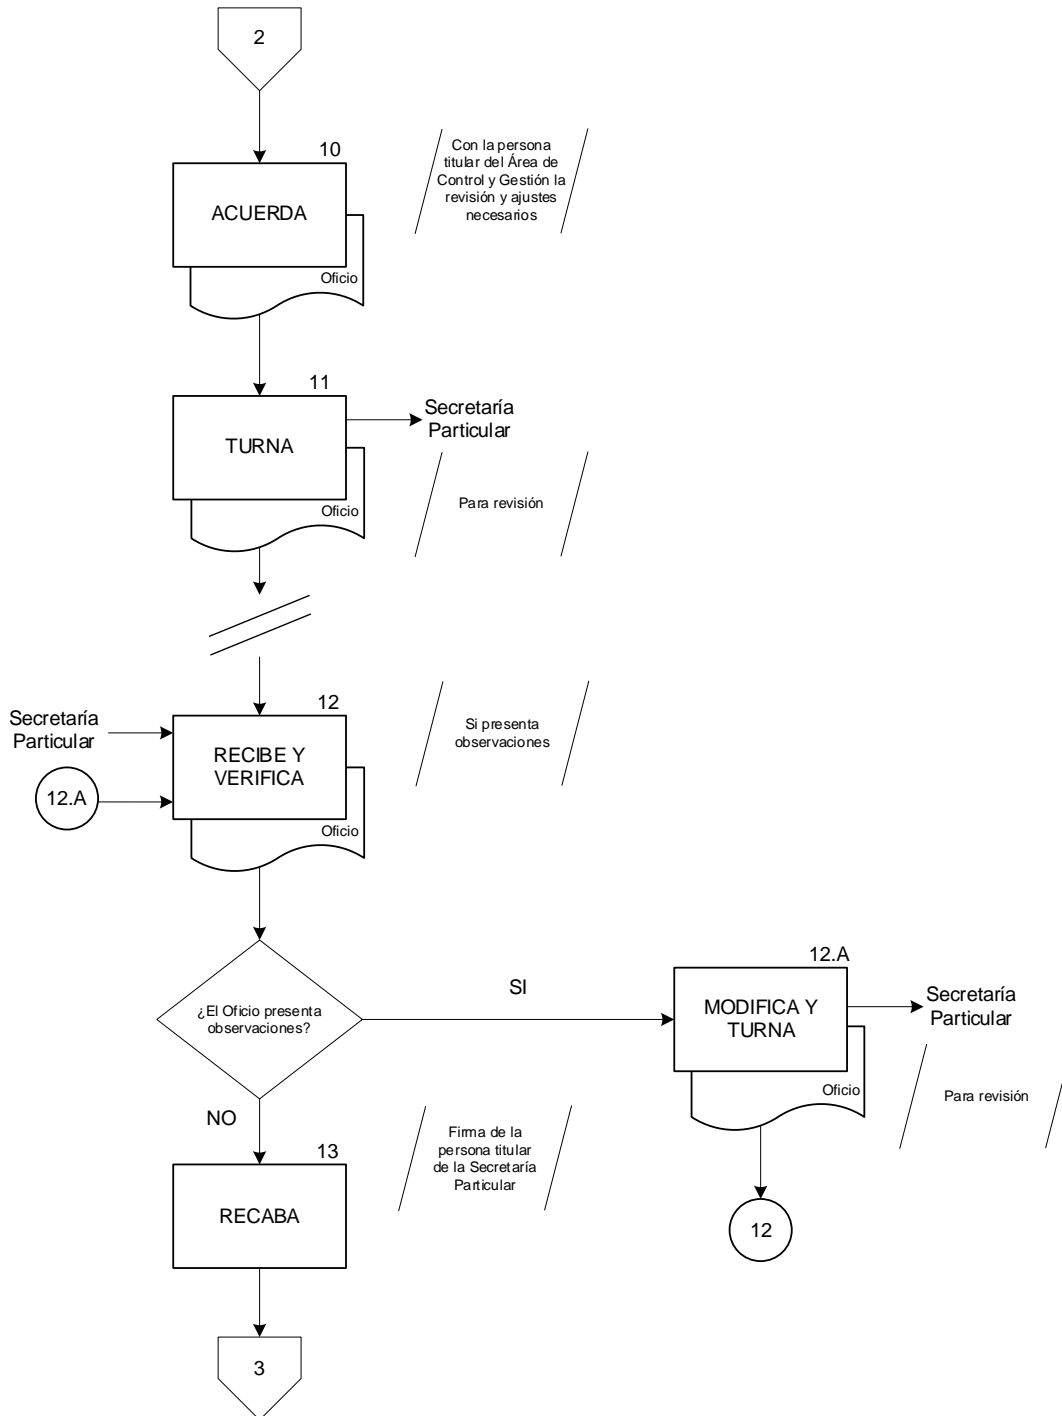 2
10
ACUERDA
Oficio
Con la persona
titular del Área de
Control y Gestión la
revisión y ajustes
necesarios
11
TURNA
Oficio
Secretaría
Particular
Para revisión
Secretaría
Particular
12.A
12
RECIBE Y
VERIFICA
Oficio
Si presenta
observaciones
¿El Oficio presenta
observaciones?
SI
12.A
MODIFICA Y
TURNA
Oficio
Secretaría
Particular
Para revisión
12
NO
13
RECABA
Firma de la
persona titular
de la Secretaría
Particular
3